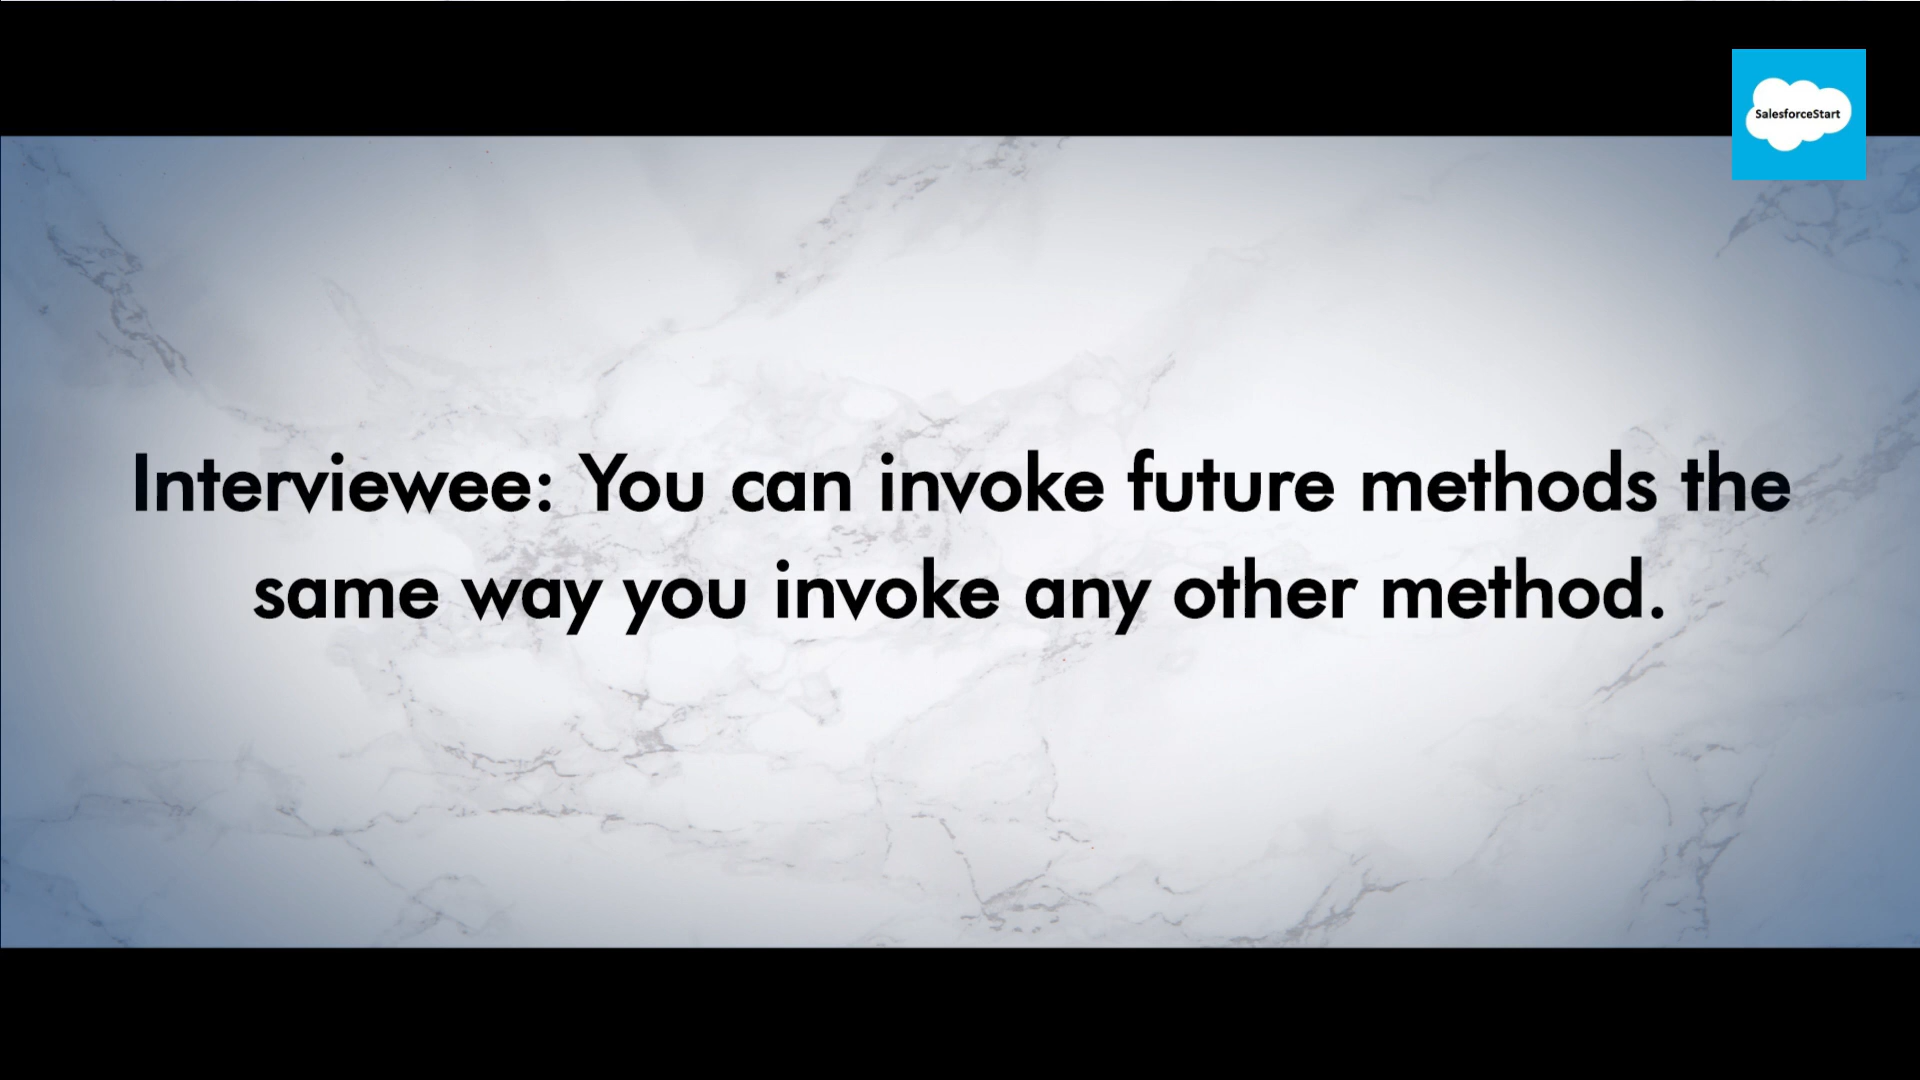 SalesforceStart
Interviewee: You can invoke future methods the
same way you invoke any other method.